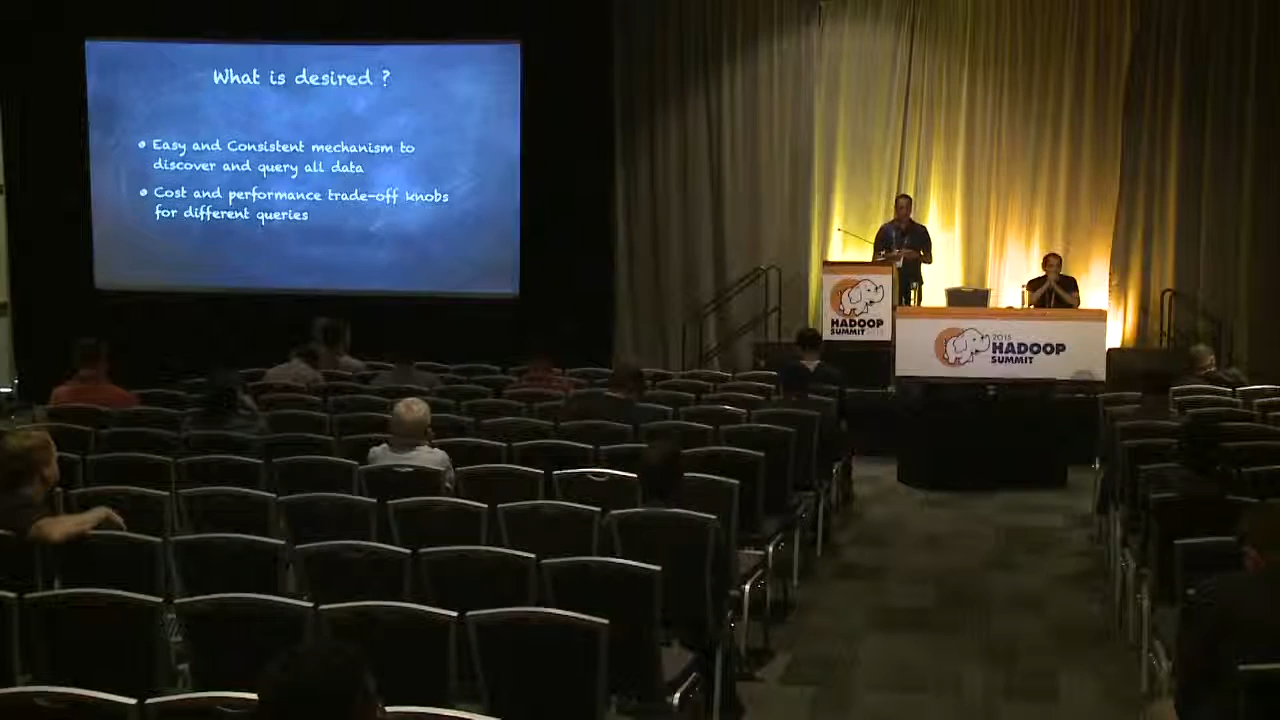 What is desired ?
• Easy and Consistent mechanism to
discover and query all data
• Cost and performance trade-off knobs
for different queries
HADOOP
SUMMIT
2015
HADOOP
SUMMIT